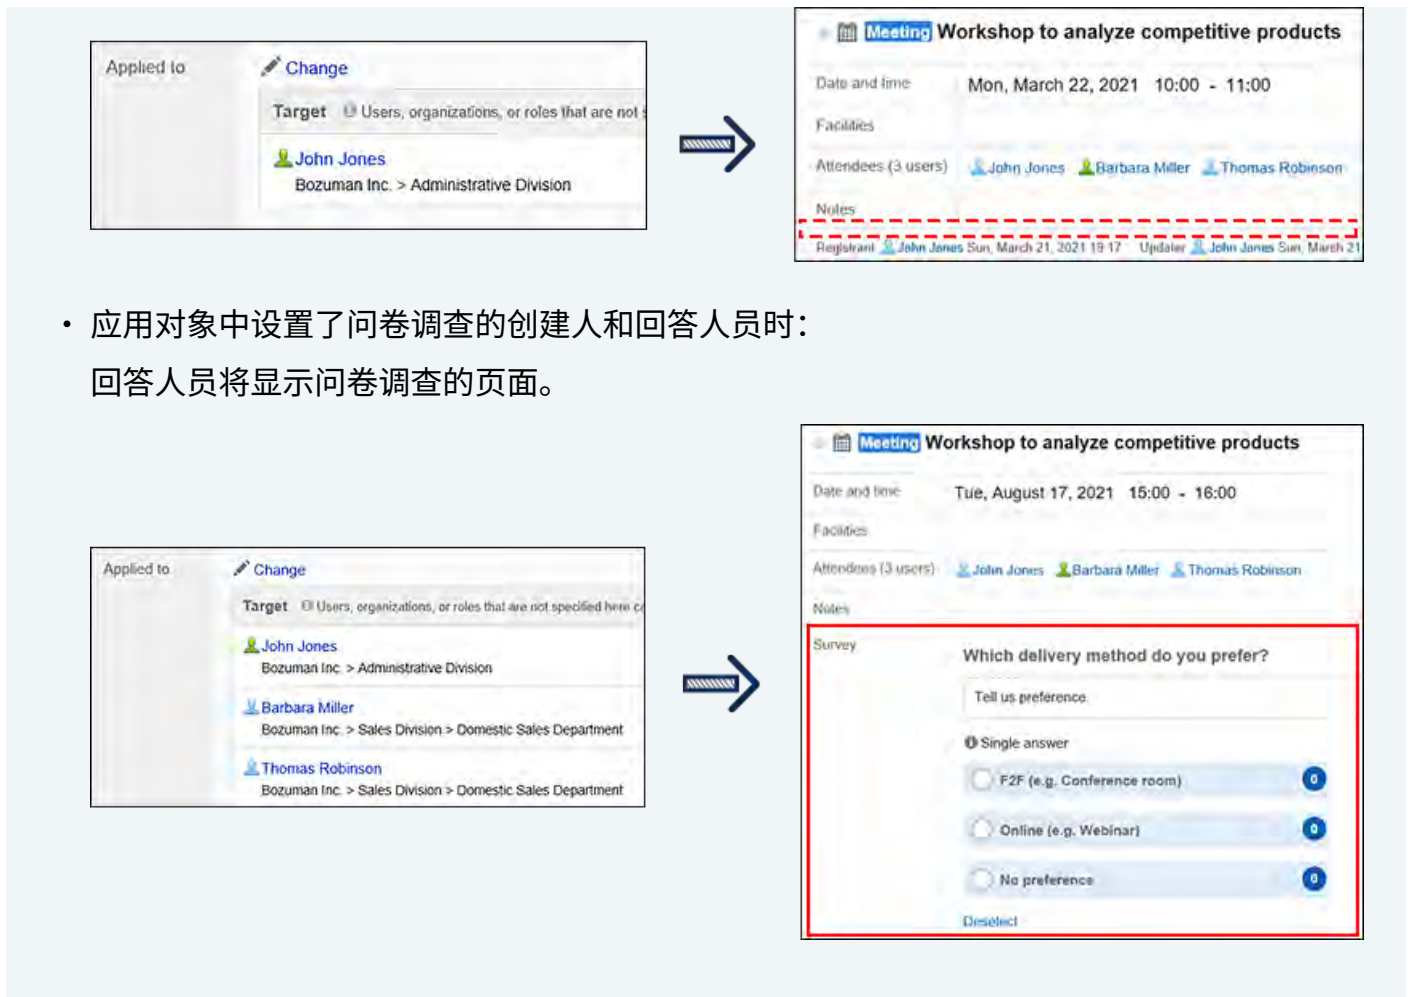 Applied to
Change
Target Users, organizations, or roles that are not
John Jones
Bozuman Inc. > Administrative Division
Meeting Workshop to analyze competitive products
Date and time Mon, March 22, 2021 10:00 - 11:00
Facilities
Attendees (3 users) John Jones Barbara Miller Thomas Robinson
Notes
Registrant John Jones Sun, March 21, 2021 19:17 Updater John Jones Sun, March 21
・ 应用对象中设置了问卷调查的创建人和回答人员时：
回答人员将显示问卷调查的页面。
Applied to
Change
Target Users, organizations, or roles that are not specified here
John Jones
Bozuman Inc. > Administrative Division
Barbara Miller
Bozuman Inc. > Sales Division > Domestic Sales Department
Thomas Robinson
Bozuman Inc. > Sales Division > Domestic Sales Department
Meeting Workshop to analyze competitive products
Date and time Tue, August 17, 2021 15:00 - 16:00
Facilities
Attendees (3 users) John Jones Barbara Miller Thomas Robinson
Notes
Survey
Which delivery method do you prefer?
Tell us preference.
Single answer
F2F (e.g. Conference room) 0
Online (e.g. Webinar) 0
No preference 0
Deselect